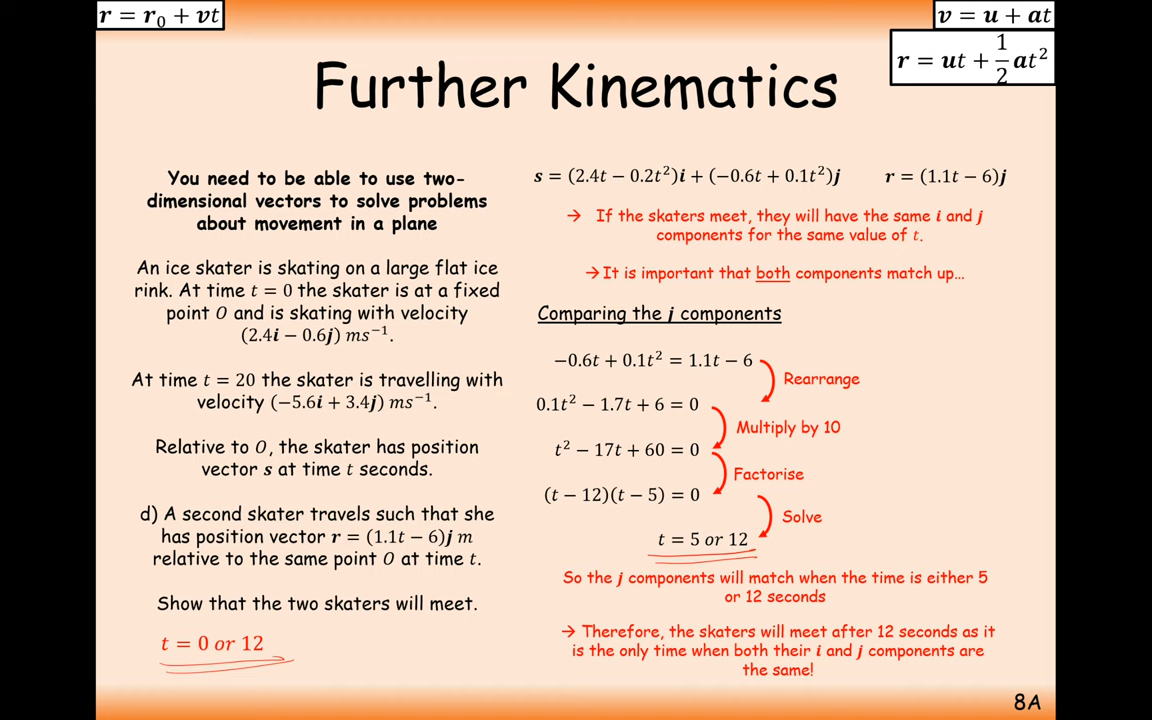 r = r₀ + vt
v = u + at
r = ut + 1/2 at²
Further Kinematics
You need to be able to use two-
dimensional vectors to solve problems
about movement in a plane
An ice skater is skating on a large flat ice
rink. At time t = 0 the skater is at a fixed
point O and is skating with velocity
(2.4i − 0.6j) ms⁻¹.
At time t = 20 the skater is travelling with
velocity (−5.6i + 3.4j) ms⁻¹.
Relative to O, the skater has position
vector s at time t seconds.
d) A second skater travels such that she
has position vector r = (1.1t − 6)j m
relative to the same point O at time t.
Show that the two skaters will meet.
t = 0 or 12
s = (2.4t − 0.2t²)i + (−0.6t + 0.1t²)j
r = (1.1t − 6)j
→ If the skaters meet, they will have the same i and j
components for the same value of t.
→ It is important that both components match up…
Comparing the j components
−0.6t + 0.1t² = 1.1t − 6
Rearrange
0.1t² − 1.7t + 6 = 0
Multiply by 10
t² − 17t + 60 = 0
Factorise
(t − 12)(t − 5) = 0
Solve
t = 5 or 12
So the j components will match when the time is either 5
or 12 seconds
→ Therefore, the skaters will meet after 12 seconds as it
is the only time when both their i and j components are
the same!
8A